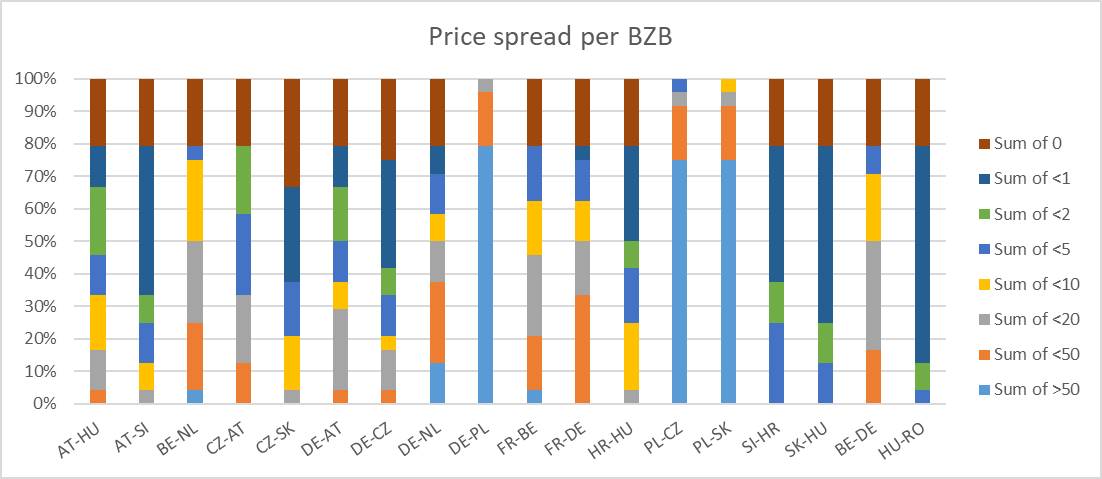 Price spread per BZB
100%
90%
80%
70%
60%
50%
40%
30%
20%
10%
0%
AT-HU
AT-SI
BE-NL
CZ-AT
CZ-SK
DE-AT
DE-CZ
DE-NL
DE-PL
FR-BE
FR-DE
HR-HU
PL-CZ
PL-SK
SI-HR
SK-HU
BE-DE
HU-RO
Sum of 0
Sum of <1
Sum of <2
Sum of <5
Sum of <10
Sum of <20
Sum of <50
Sum of >50